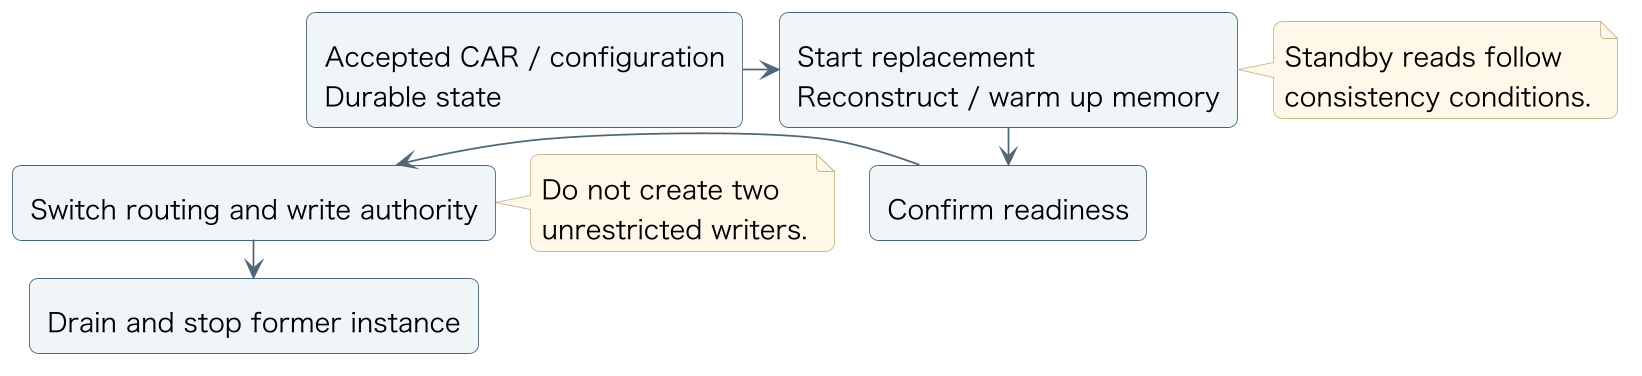 Accepted CAR / configuration
Durable state
Start replacement
Reconstruct / warm up memory
Standby reads follow
consistency conditions.
Switch routing and write authority
Do not create two
unrestricted writers.
Confirm readiness
Drain and stop former instance